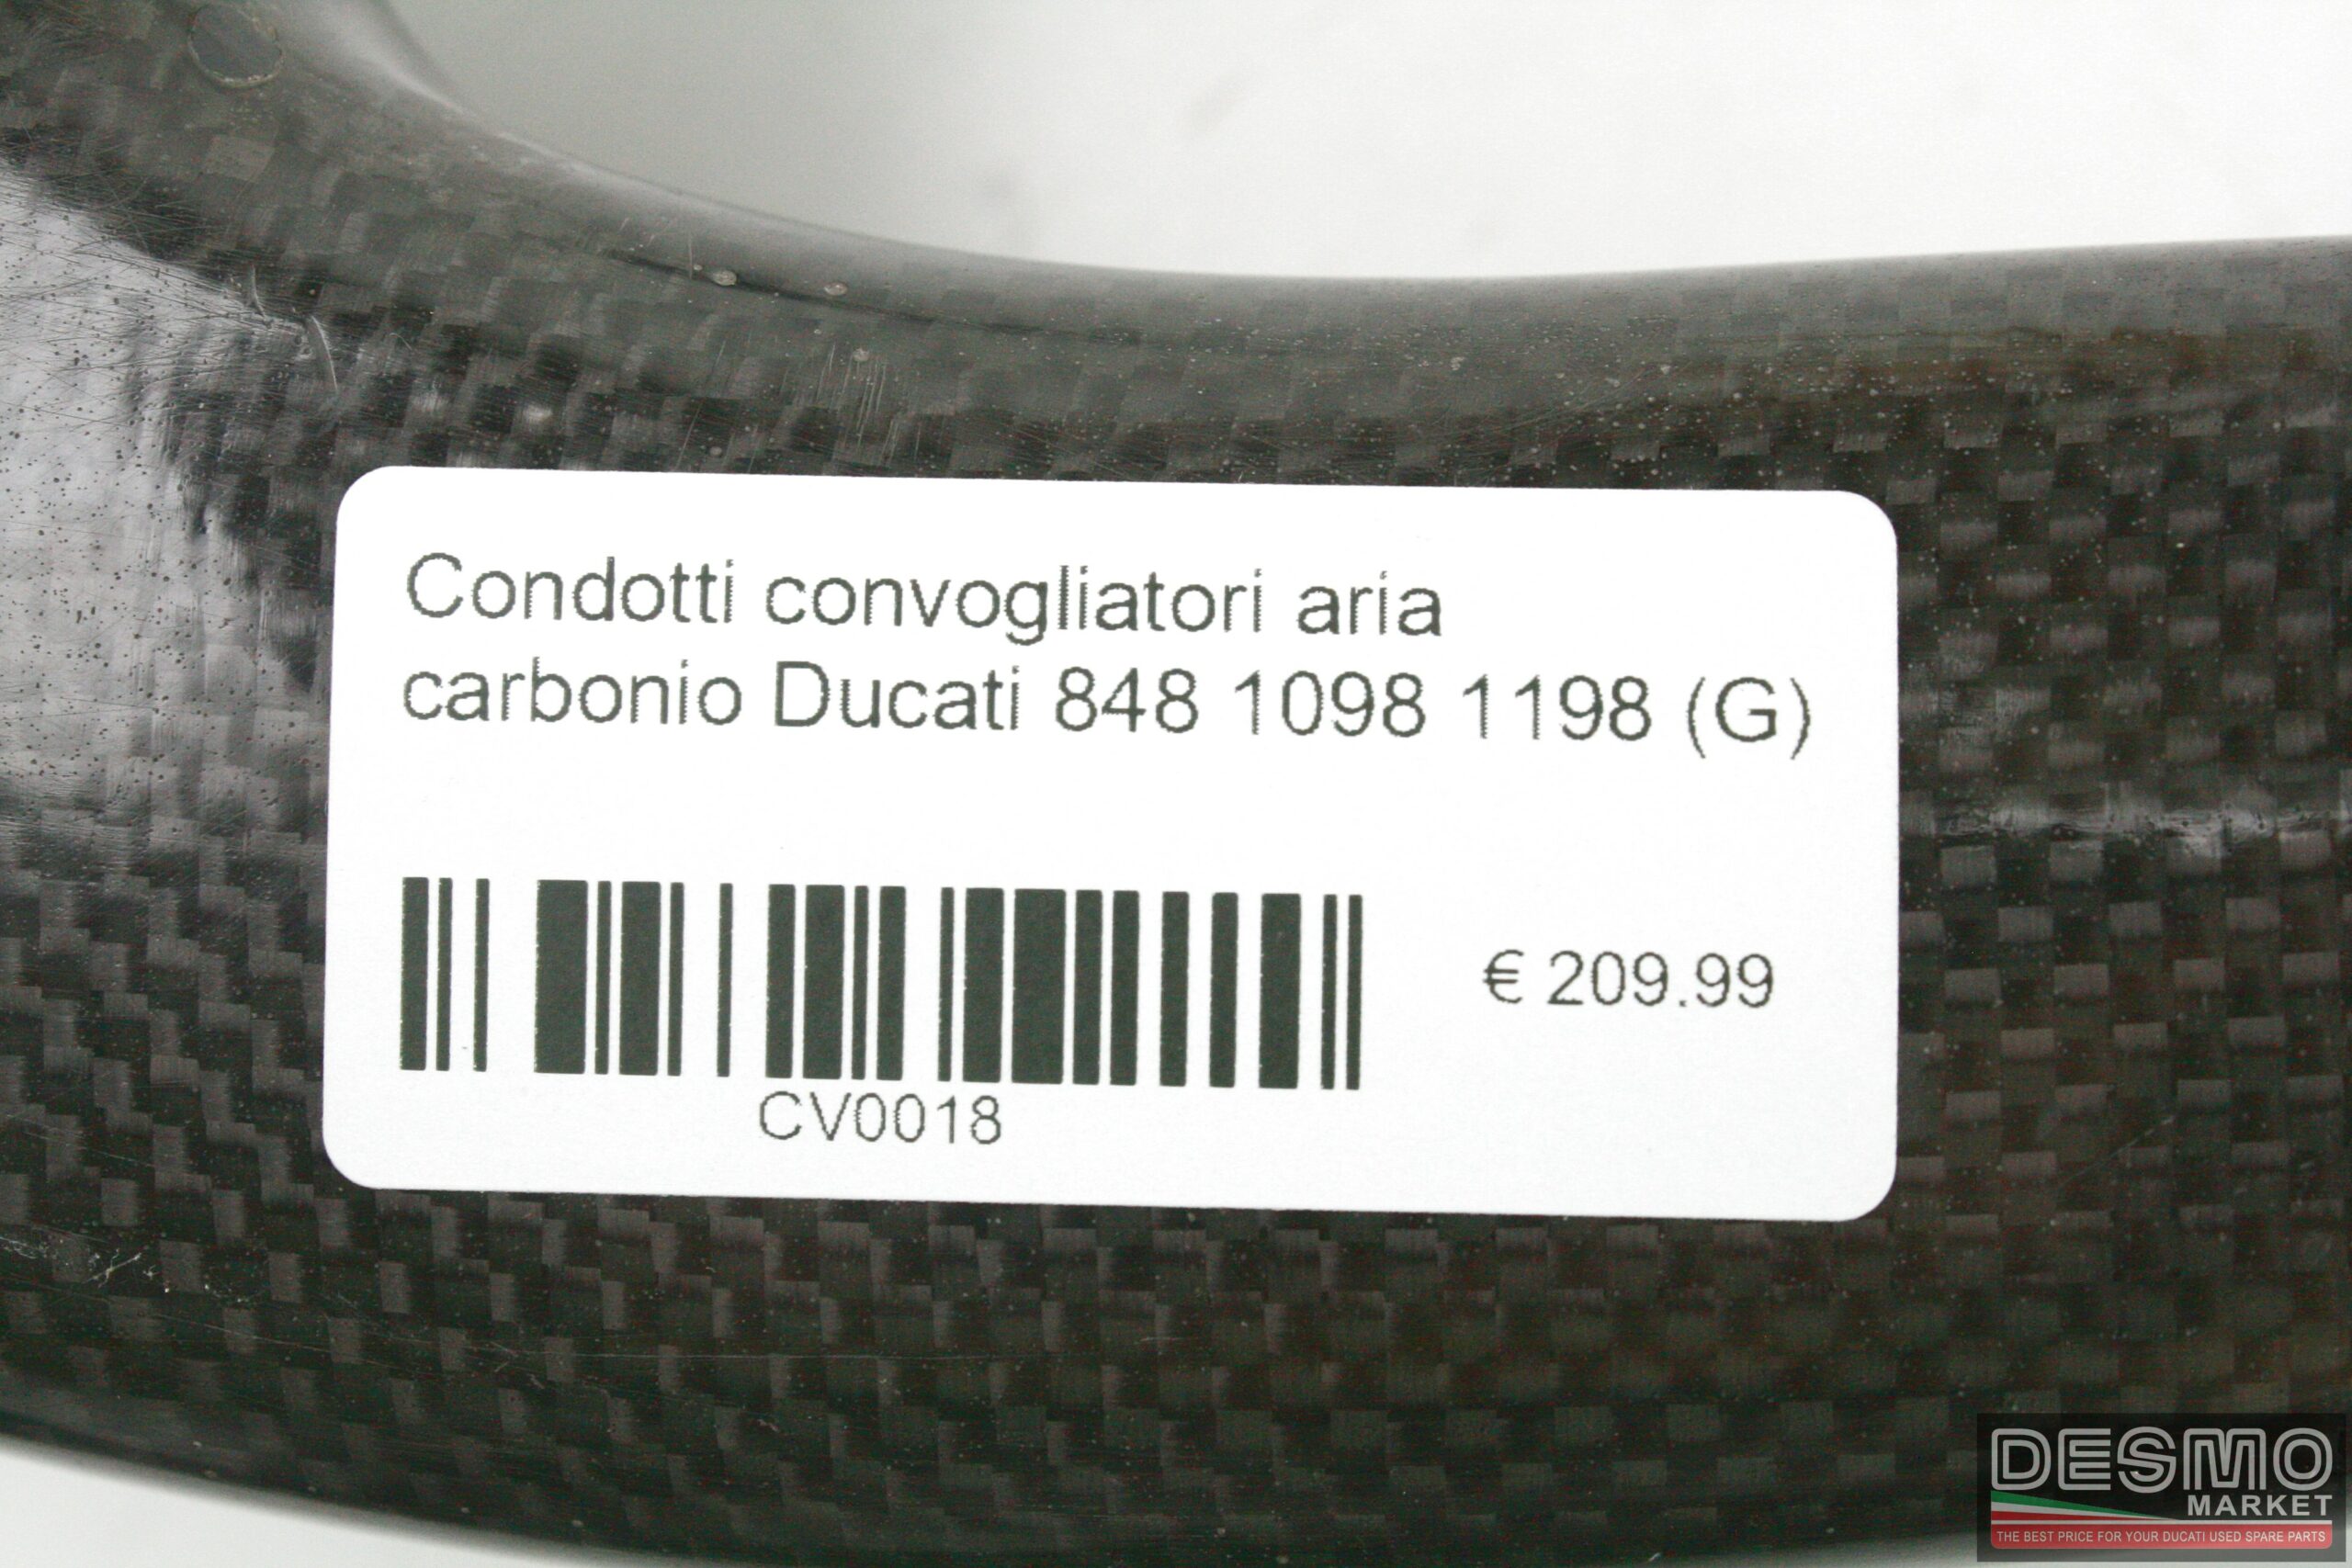 Condotti convogliatori aria
carbonio Ducati 848 1098 1198 (G)
€ 209.99
CV0018
DESMO
MARKET
THE BEST PRICE FOR YOUR DUCATI USED SPARE PARTS